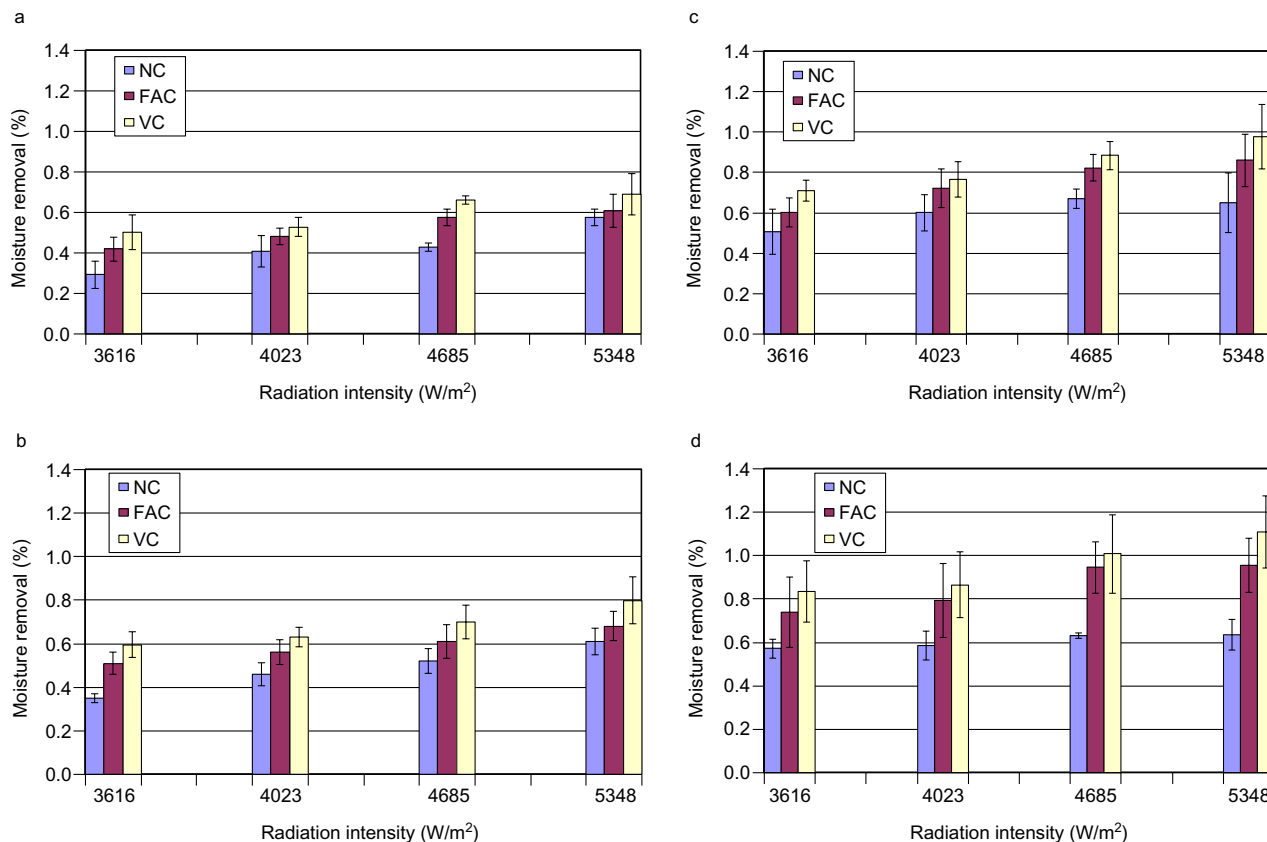 a
1.4
1.2
1.0
0.8
0.6
0.4
0.2
0.0
Moisture removal (%)
NC
FAC
VC
3616 4023 4685 5348
Radiation intensity (W/m²)
c
1.4
1.2
1.0
0.8
0.6
0.4
0.2
0.0
Moisture removal (%)
NC
FAC
VC
3616 4023 4685 5348
Radiation intensity (W/m²)
b
1.4
1.2
1.0
0.8
0.6
0.4
0.2
0.0
Moisture removal (%)
NC
FAC
VC
3616 4023 4685 5348
Radiation intensity (W/m²)
d
1.4
1.2
1.0
0.8
0.6
0.4
0.2
0.0
Moisture removal (%)
NC
FAC
VC
3616 4023 4685 5348
Radiation intensity (W/m²)